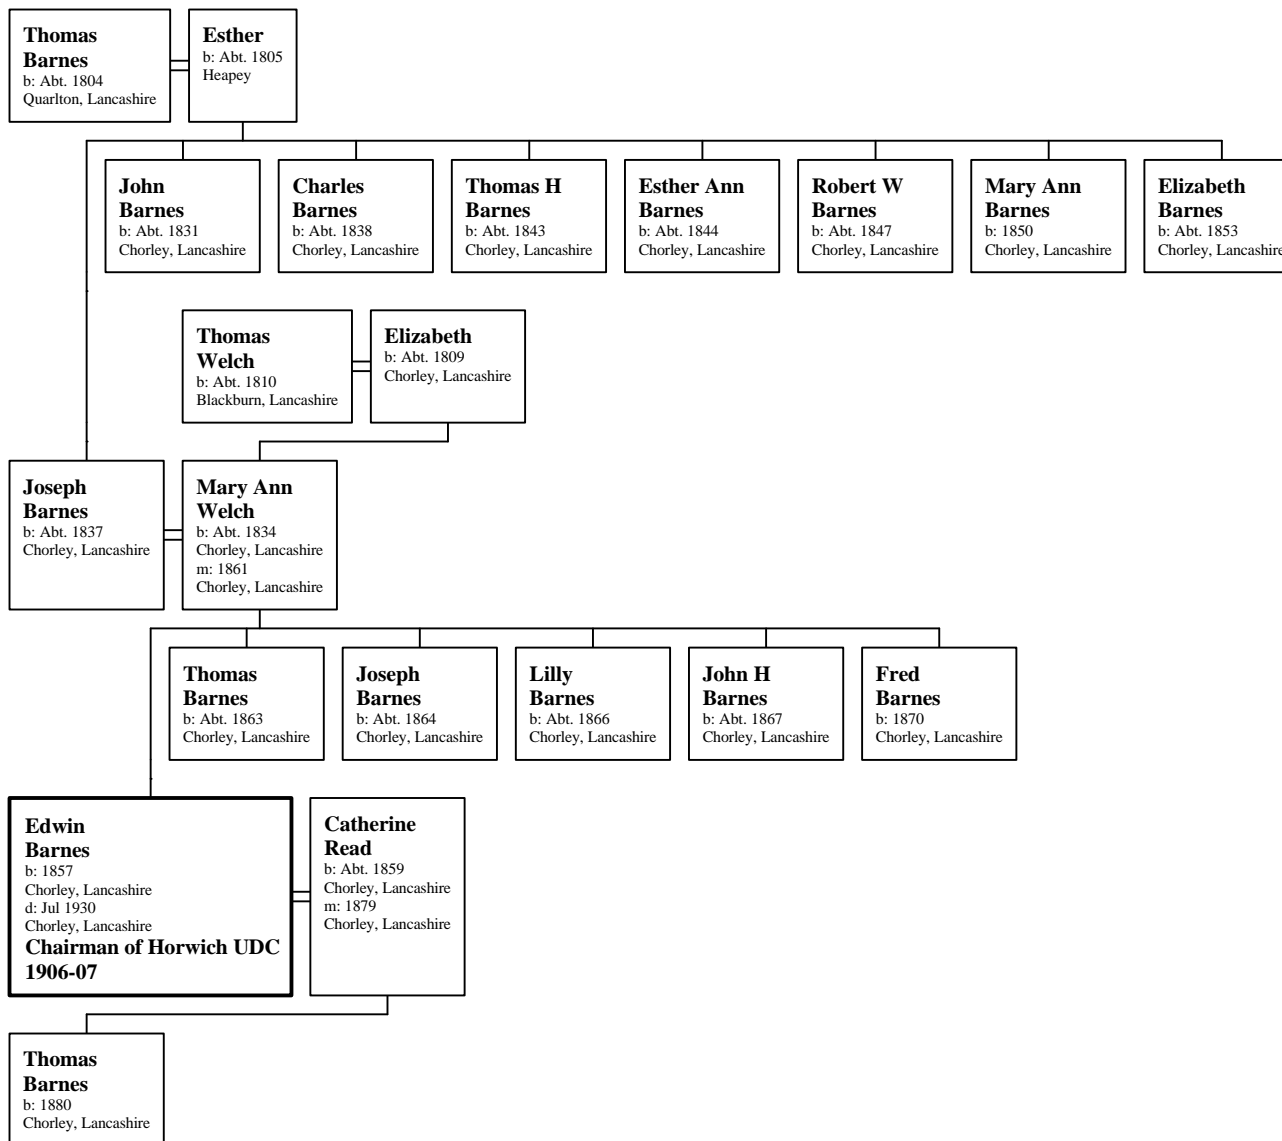 Thomas
Barnes
b: Abt. 1804
Quarlton, Lancashire
Esther
b: Abt. 1805
Heapey
John
Barnes
b: Abt. 1831
Chorley, Lancashire
Charles
Barnes
b: Abt. 1838
Chorley, Lancashire
Thomas H
Barnes
b: Abt. 1843
Chorley, Lancashire
Esther Ann
Barnes
b: Abt. 1844
Chorley, Lancashire
Robert W
Barnes
b: Abt. 1847
Chorley, Lancashire
Mary Ann
Barnes
b: 1850
Chorley, Lancashire
Elizabeth
Barnes
b: Abt. 1853
Chorley, Lancashire
Thomas
Welch
b: Abt. 1810
Blackburn, Lancashire
Elizabeth
b: Abt. 1809
Chorley, Lancashire
Joseph
Barnes
b: Abt. 1837
Chorley, Lancashire
Mary Ann
Welch
b: Abt. 1834
Chorley, Lancashire
m: 1861
Chorley, Lancashire
Thomas
Barnes
b: Abt. 1863
Chorley, Lancashire
Joseph
Barnes
b: Abt. 1864
Chorley, Lancashire
Lilly
Barnes
b: Abt. 1866
Chorley, Lancashire
John H
Barnes
b: Abt. 1867
Chorley, Lancashire
Fred
Barnes
b: 1870
Chorley, Lancashire
Edwin
Barnes
b: 1857
Chorley, Lancashire
d: Jul 1930
Chorley, Lancashire
Chairman of Horwich UDC
1906-07
Catherine
Read
b: Abt. 1859
Chorley, Lancashire
m: 1879
Chorley, Lancashire
Thomas
Barnes
b: 1880
Chorley, Lancashire